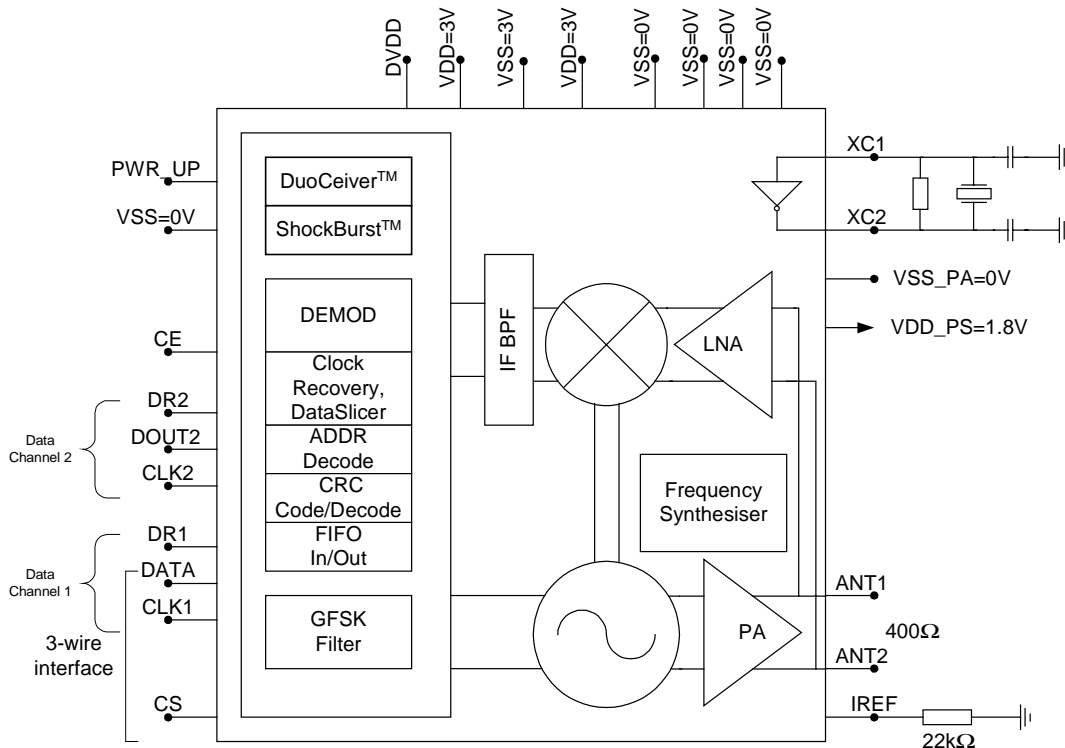 DVDD
VDD=3V
VSS=3V
VDD=3V
VSS=0V
VSS=0V
VSS=0V
VSS=0V
PWR_UP
VSS=0V
CE
DR2
DOUT2
CLK2
Data
Channel 2
DR1
DATA
CLK1
Data
Channel 1
3-wire
interface
CS
DuoCeiver™
ShockBurst™
DEMOD
Clock
Recovery,
DataSlicer
ADDR
Decode
CRC
Code/Decode
FIFO
In/Out
GFSK
Filter
IF BPF
LNA
Frequency
Synthesiser
PA
XC1
XC2
VSS_PA=0V
VDD_PS=1.8V
ANT1
400Ω
ANT2
IREF
22kΩ